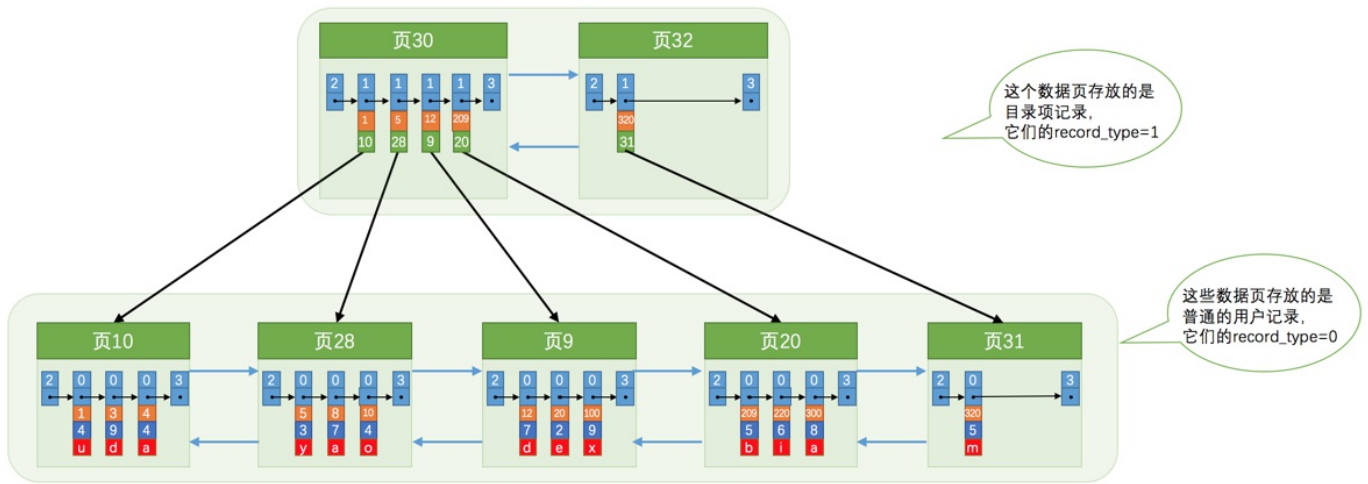 页30
页32
2 1 1 1 1 3
1 5 12 209
10 28 9 20
2 1 3
320
31
这个数据页存放的是
目录项记录，
它们的record_type=1
这些数据页存放的是
普通的用户记录，
它们的record_type=0
页10
2 0 0 0 3
1 3 4
4 9 4
u d a
页28
2 0 0 0 3
5 8 10
3 7 4
y a o
页9
2 0 0 0 3
12 20 100
7 2 9
d e x
页20
2 0 0 0 3
209 220 300
5 6 8
b i a
页31
2 0 3
320
5
m